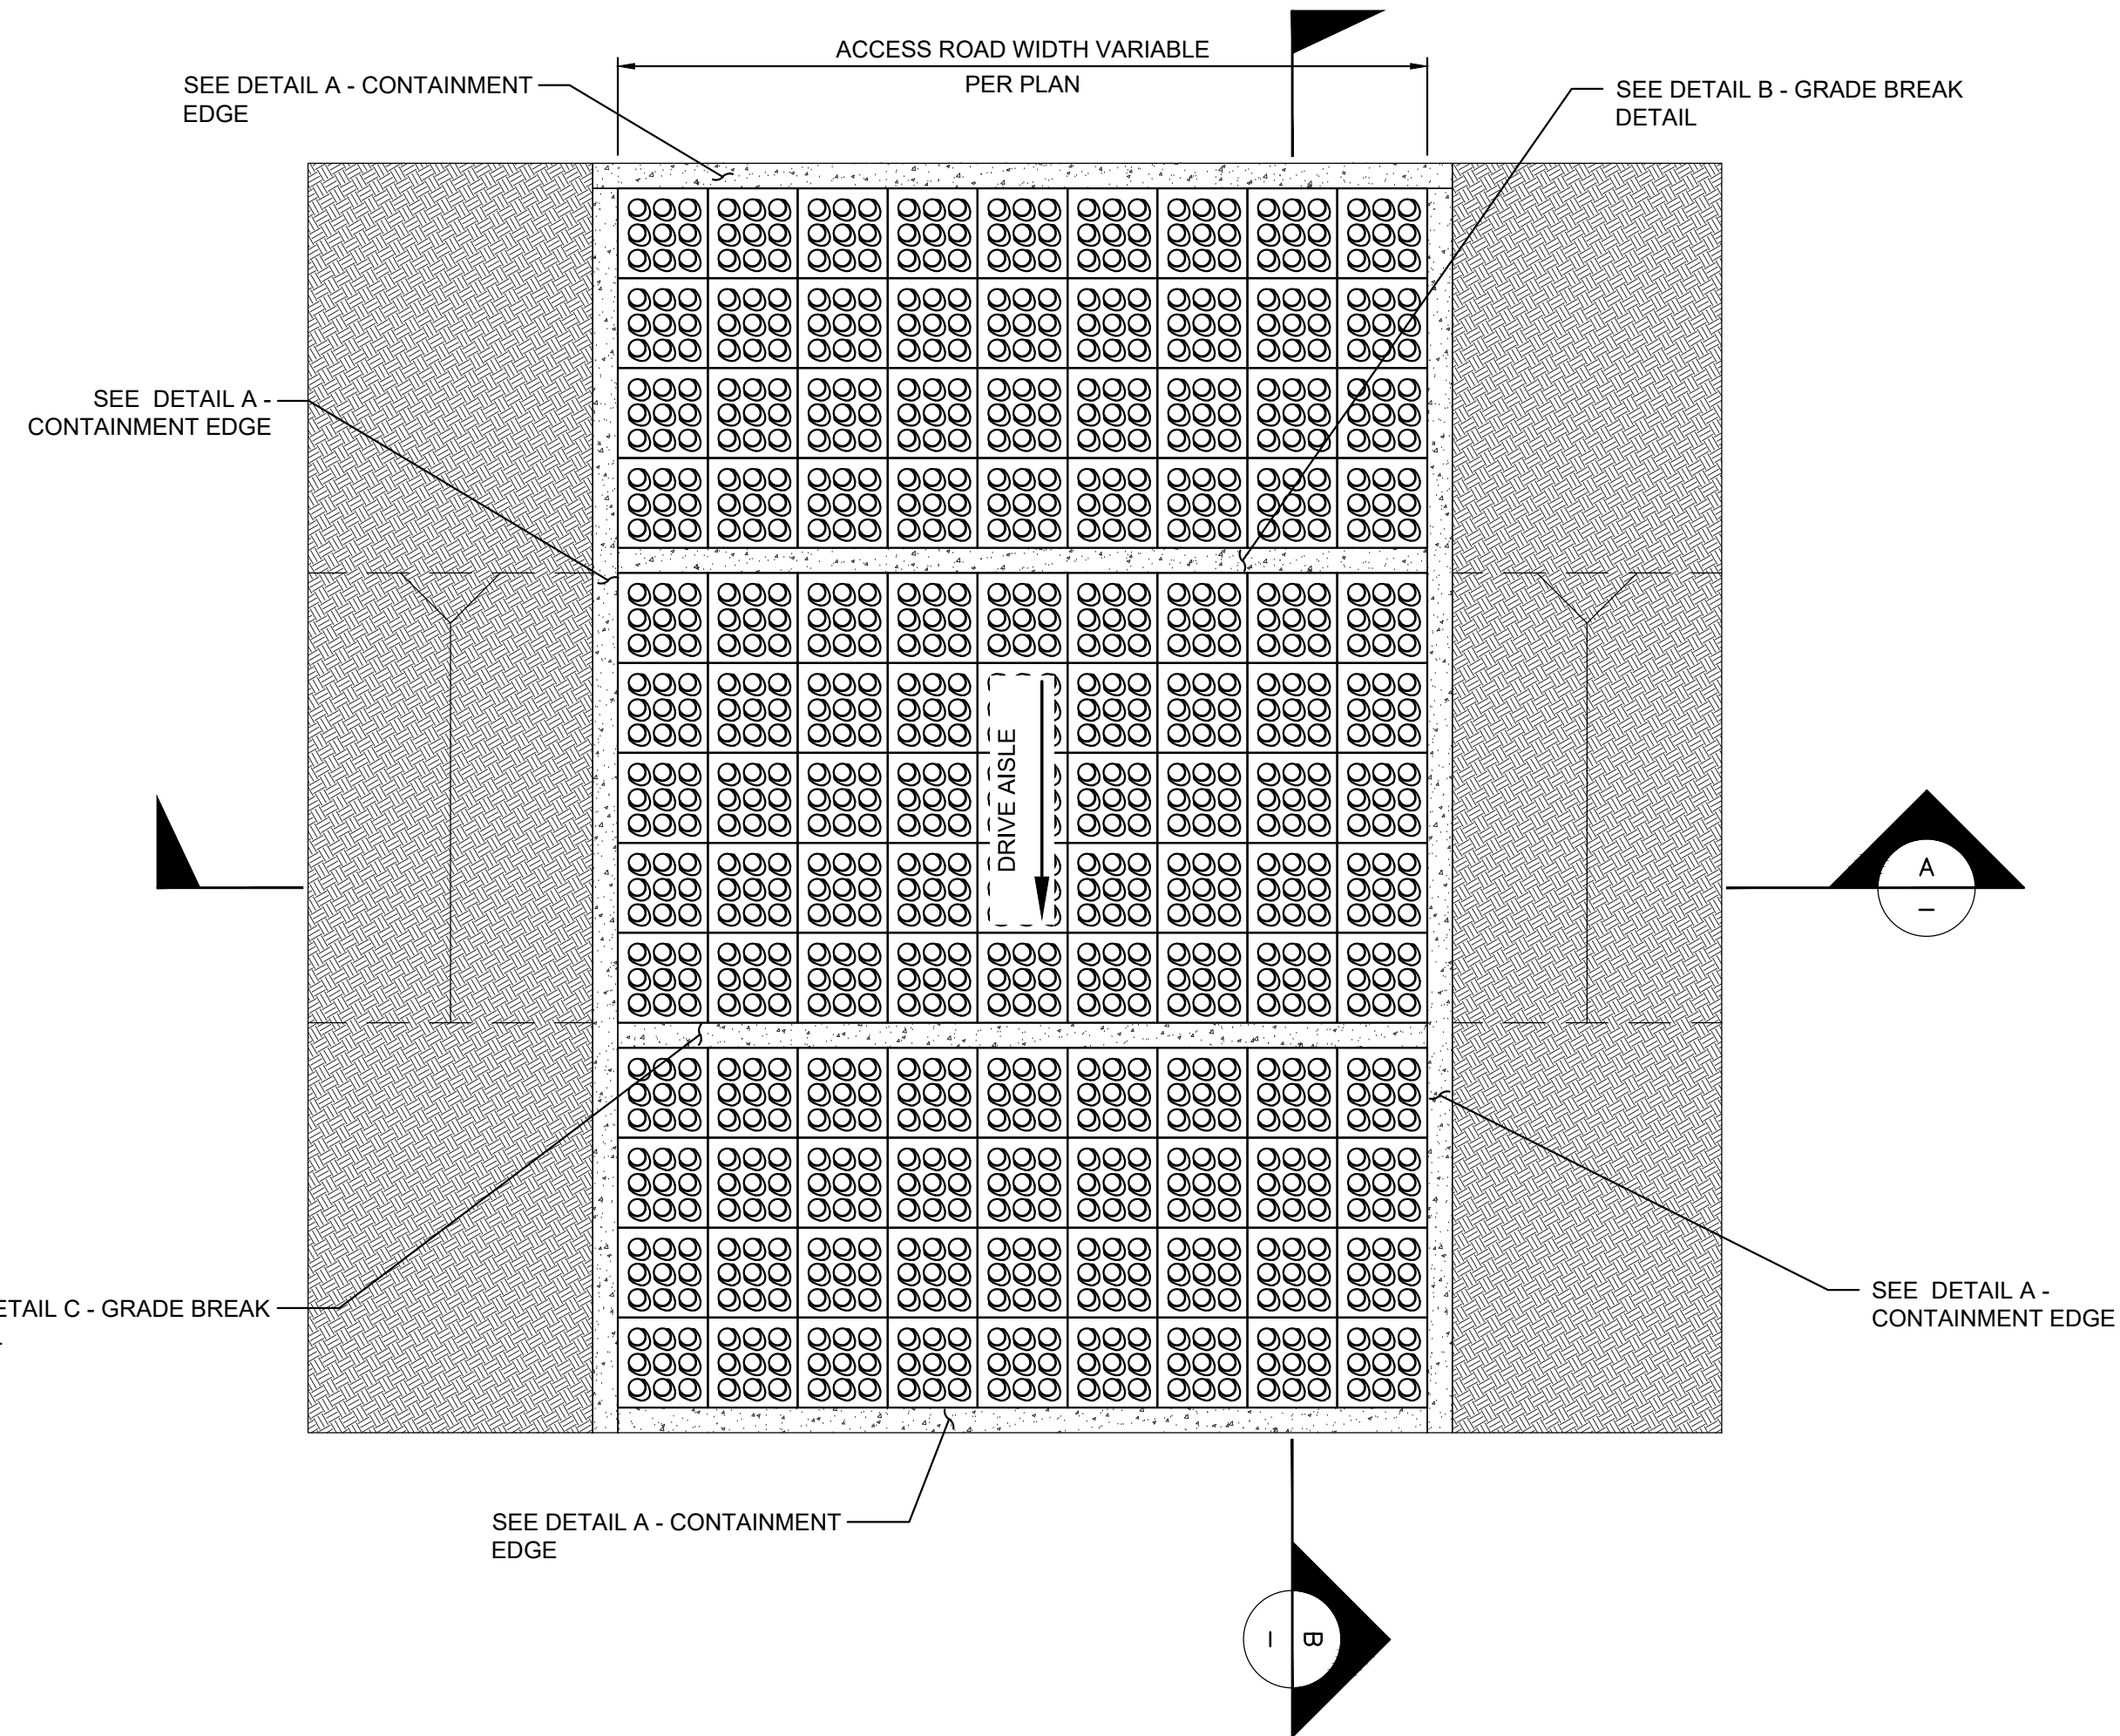 ACCESS ROAD WIDTH VARIABLE
PER PLAN
SEE DETAIL A - CONTAINMENT
EDGE
SEE DETAIL B - GRADE BREAK
DETAIL
SEE  DETAIL A -
CONTAINMENT EDGE
DRIVE AISLE
A
-
C - GRADE BREAK
SEE  DETAIL A -
CONTAINMENT EDGE
SEE DETAIL A - CONTAINMENT
EDGE
B
-